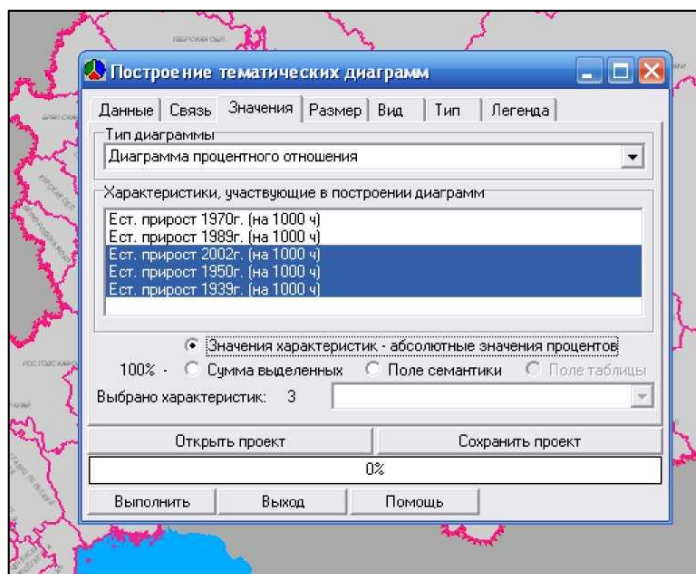 Построение тематических диаграмм
Данные Связь Значения Размер Вид Тип Легенда
Тип диаграммы
Диаграмма процентного отношения
Характеристики, участвующие в построении диаграмм
Ест. прирост 1970г. (на 1000 ч)
Ест. прирост 1989г. (на 1000 ч)
Ест. прирост 2002г. (на 1000 ч)
Ест. прирост 1950г. (на 1000 ч)
Ест. прирост 1939г. (на 1000 ч)
Значения характеристик - абсолютные значения процентов
100% - Сумма выделенных Поле семантики Поле таблицы
Выбрано характеристик: 3
Открыть проект Сохранить проект
0%
Выполнить Выход Помощь